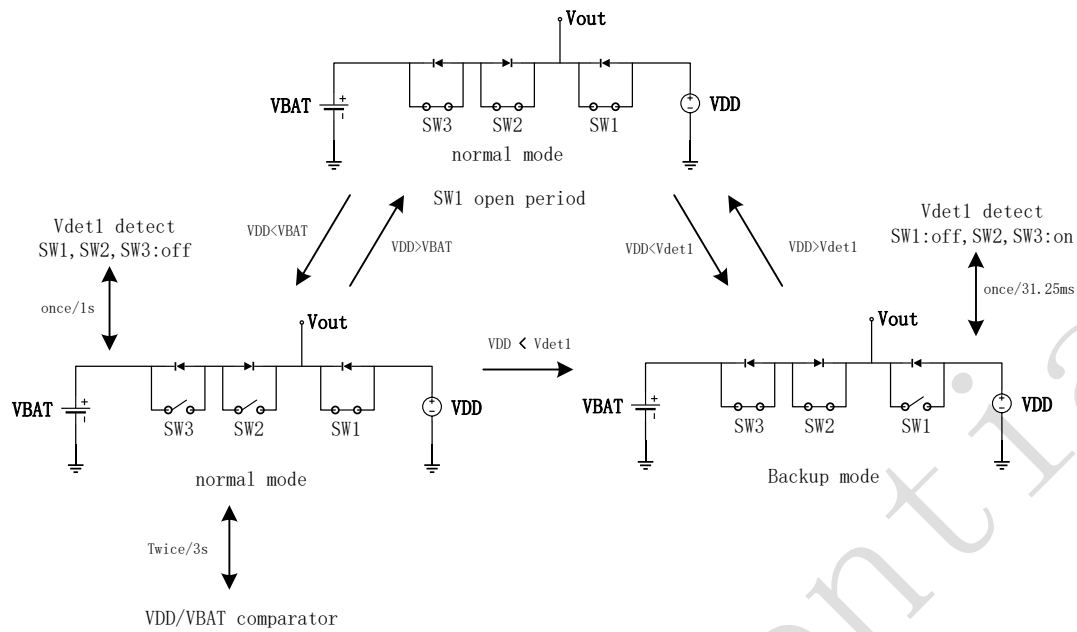 Vout
VBAT
+
-
SW3
SW2
SW1
+
-
VDD
normal mode
SW1 open period
Vdet1 detect
SW1,SW2,SW3:off
once/1s
VDD<VBAT
VDD>VBAT
VDD<Vdet1
VDD>Vdet1
Vdet1 detect
SW1:off,SW2,SW3:on
once/31.25ms
Vout
VBAT
+
-
SW3
SW2
SW1
+
-
VDD
normal mode
VDD < Vdet1
Vout
VBAT
+
-
SW3
SW2
SW1
+
-
VDD
Backup mode
Twice/3s
VDD/VBAT comparator
ntia